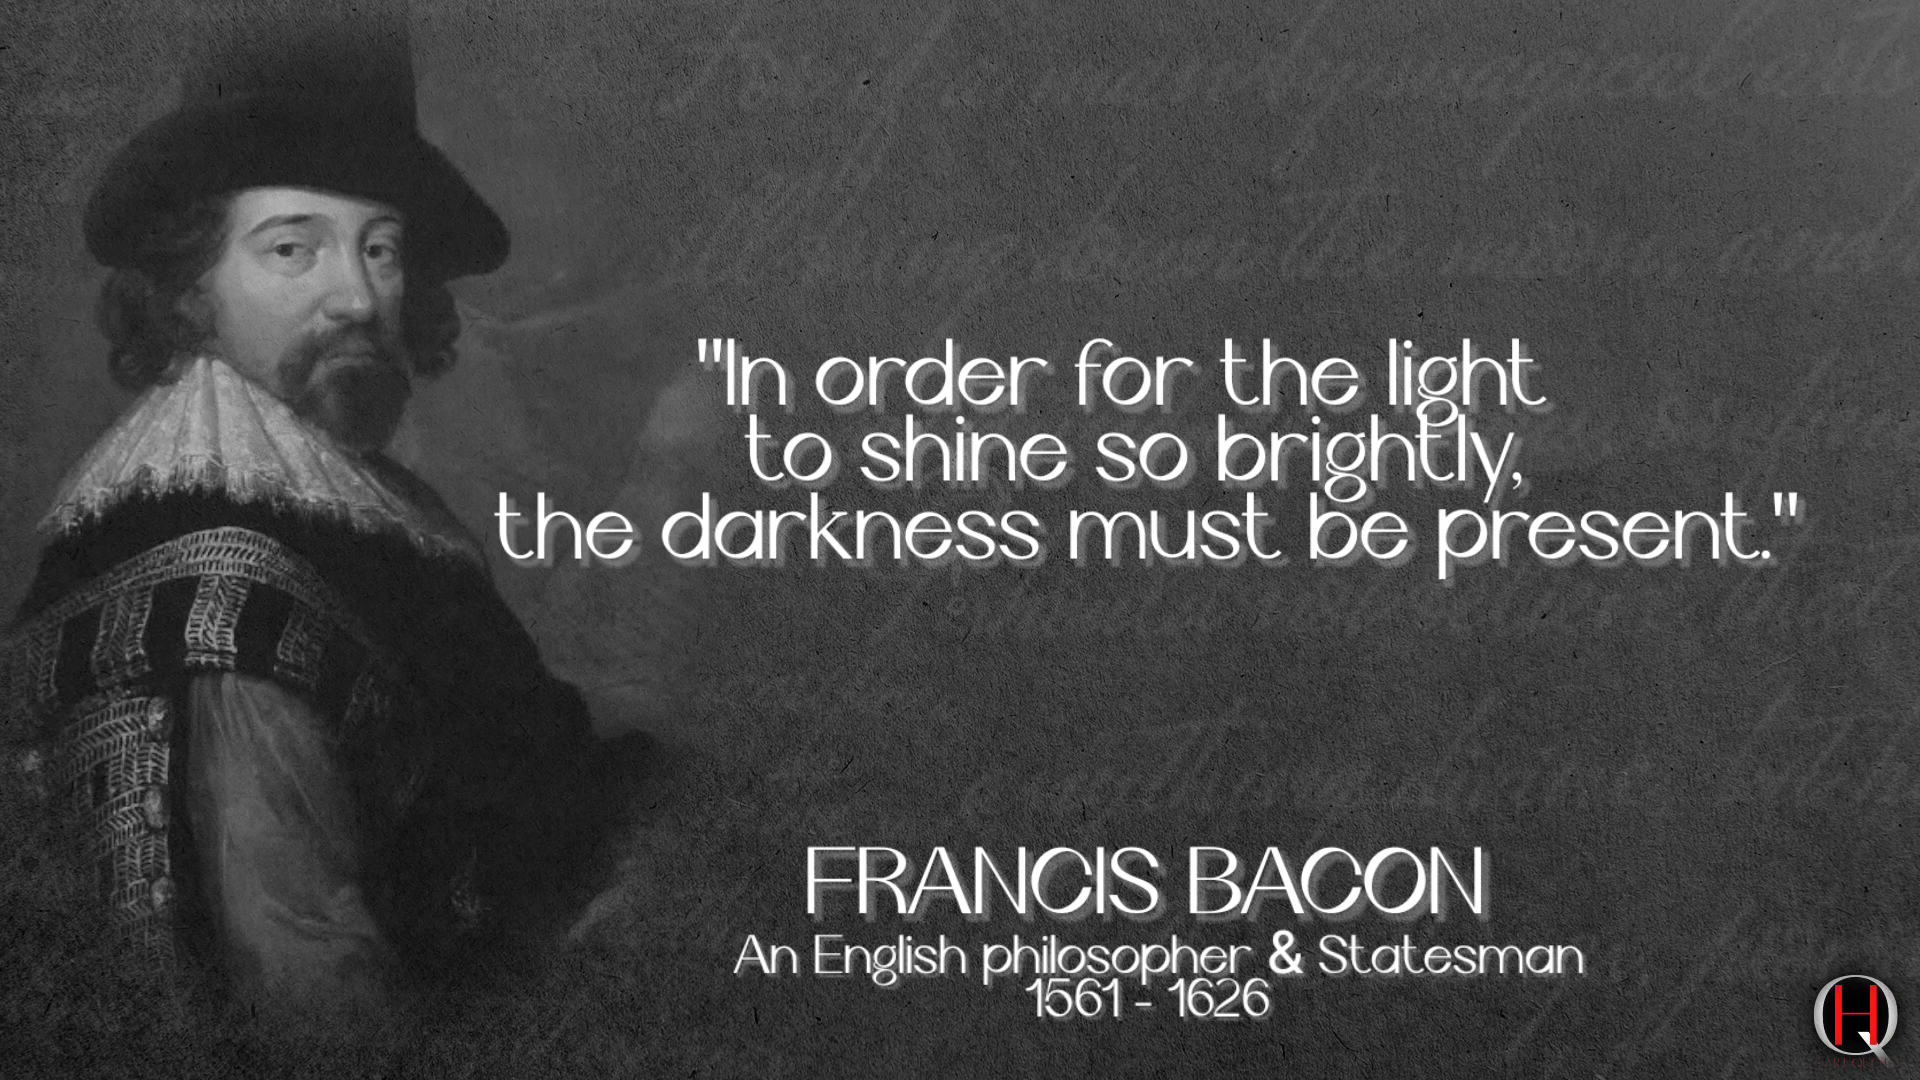 "In order for the light
to shine so brightly,
the darkness must be present."
FRANCIS BACON
An English philosopher & Statesman
1561 - 1626
HQ